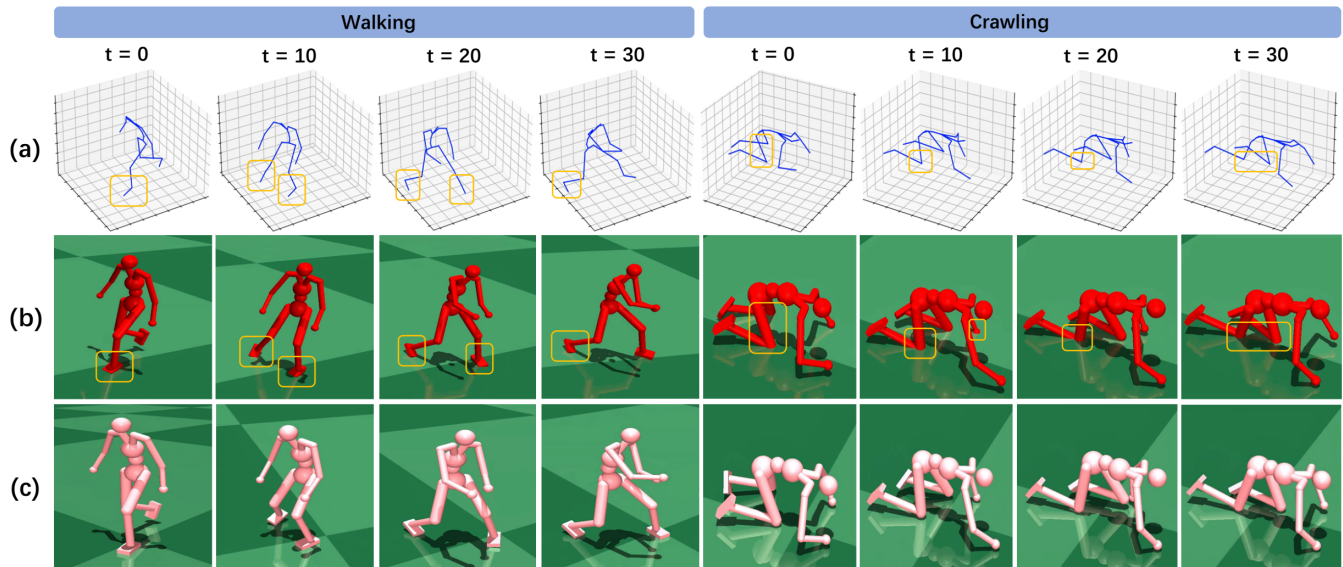 Walking Crawling
t = 0 t = 10 t = 20 t = 30 t = 0 t = 10 t = 20 t = 30
(a)
(b)
(c)